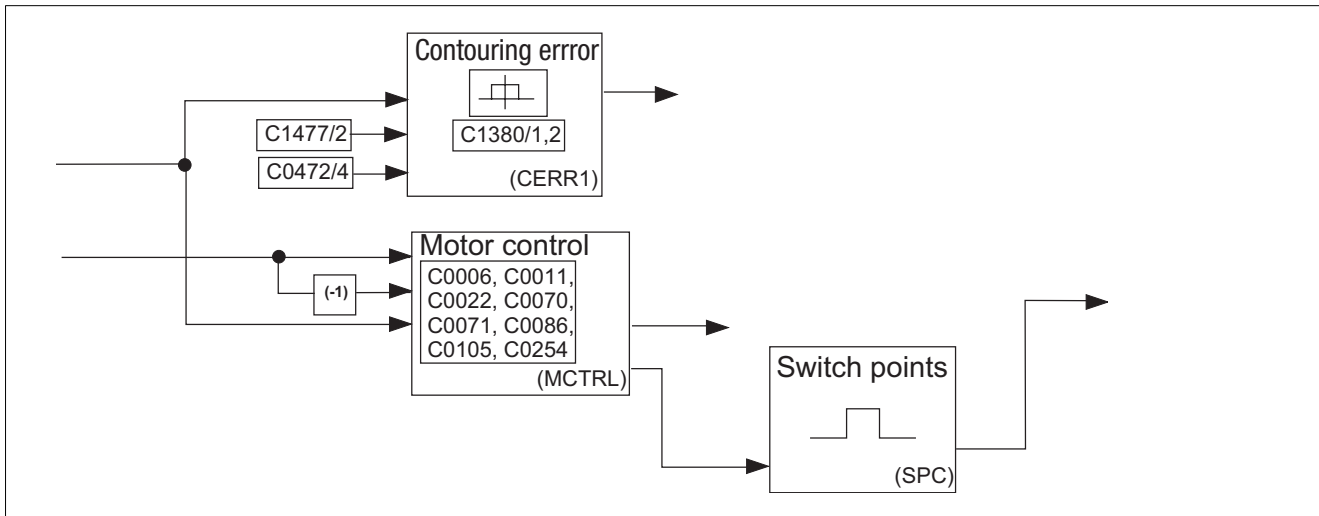 Contouring errror
C1477/2
C1380/1,2
C0472/4
(CERR1)
Motor control
C0006, C0011,
(-1)
C0022, C0070,
C0071, C0086,
C0105, C0254
(MCTRL)
Switch points
(SPC)